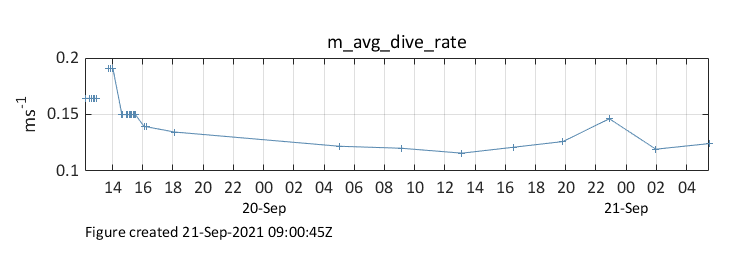 m_avg_dive_rate
0.2
0.15
0.1
ms⁻¹
14 16 18 20 22 00 02 04 06 08 10 12 14 16 18 20 22 00 02 04
20-Sep 21-Sep
Figure created 21-Sep-2021 09:00:45Z